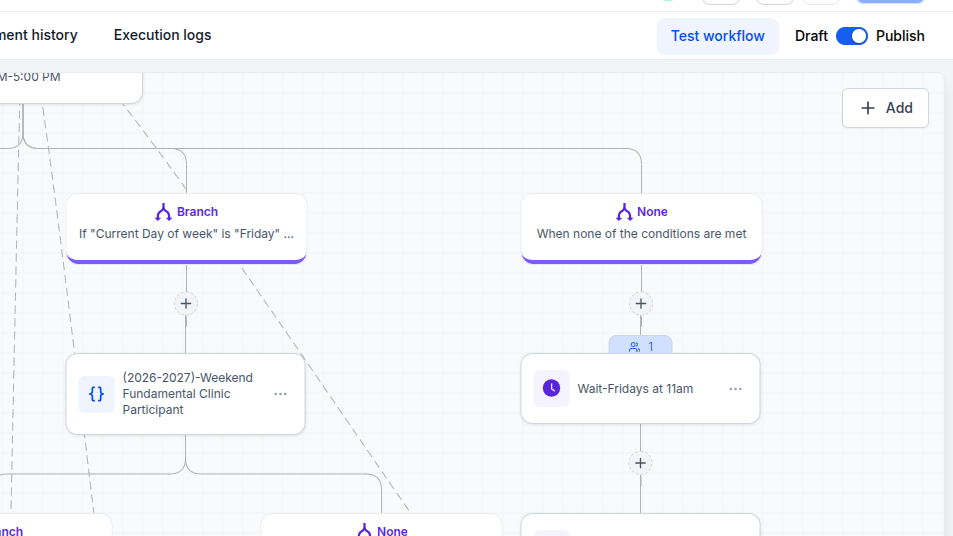 ment history
Execution logs
Test workflow
Draft
Publish
M-5:00 PM
Add
Branch
If "Current Day of week" is "Friday" ...
None
When none of the conditions are met
1
(2026-2027)-Weekend
Fundamental Clinic
Participant
Wait-Fridays at 11am
nch
None